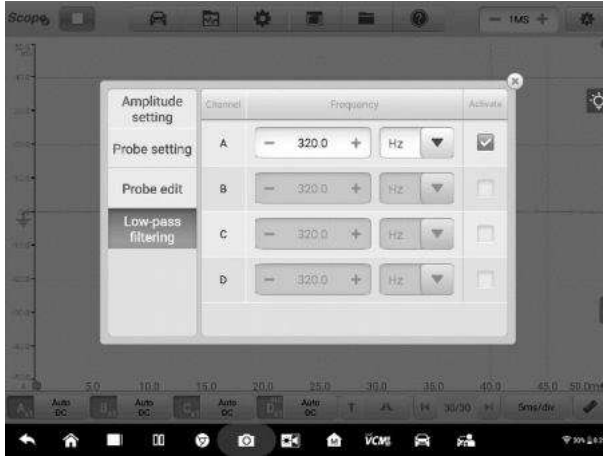 Scope
1MS
Amplitude
setting
Probe setting
Probe edit
Low-pass
filtering
Channel Frequency Activate
A 320.0 Hz
B 320.0 Hz
C 320.0 Hz
D 320.0 Hz
5.0 10.0 15.0 20.0 25.0 30.0 35.0 40.0 45.0 50.0ms
A Auto DC B Auto DC C Auto DC D Auto DC T 30/30 5ms/div
VCMI
30%